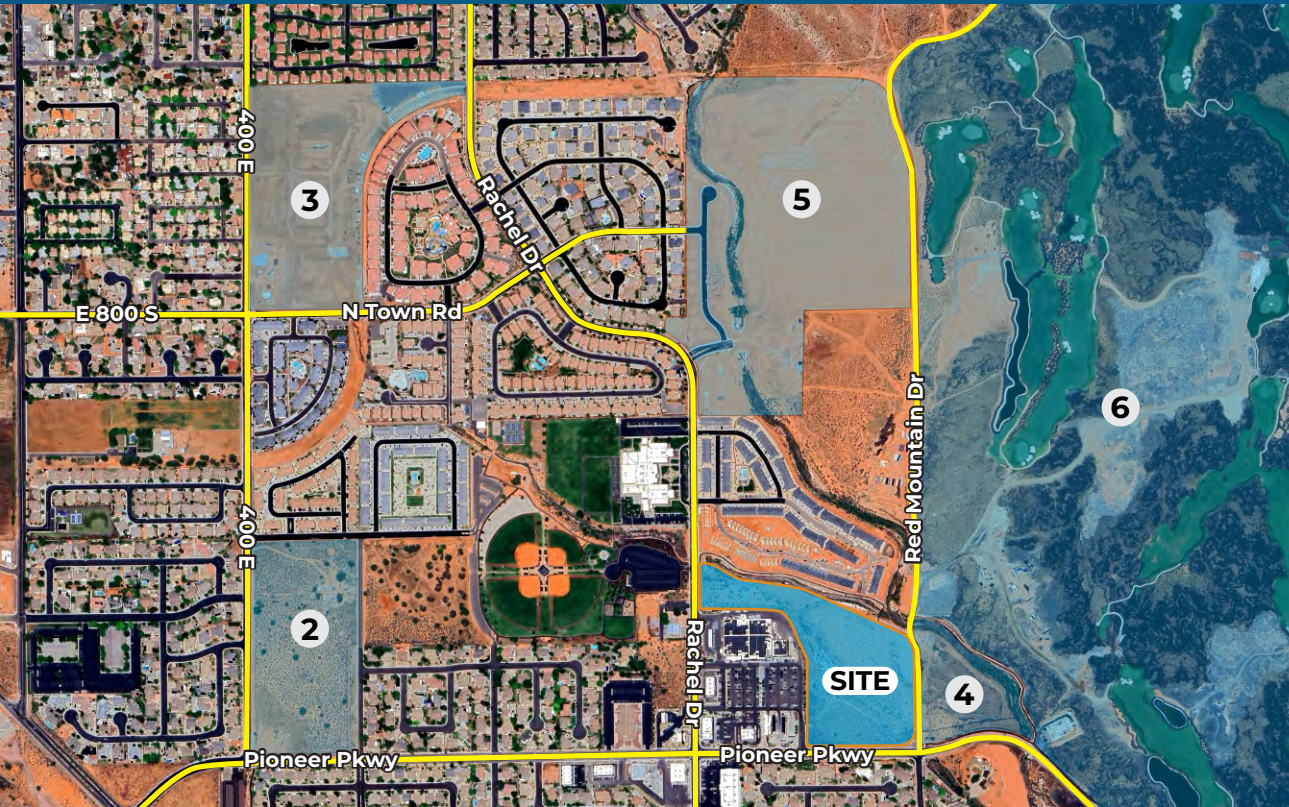 400 E
3
Rachel Dr
5
E 800 S
N Town Rd
6
Red Mountain Dr
400 E
2
Rachel Dr
SITE
4
Pioneer Pkwy
Pioneer Pkwy